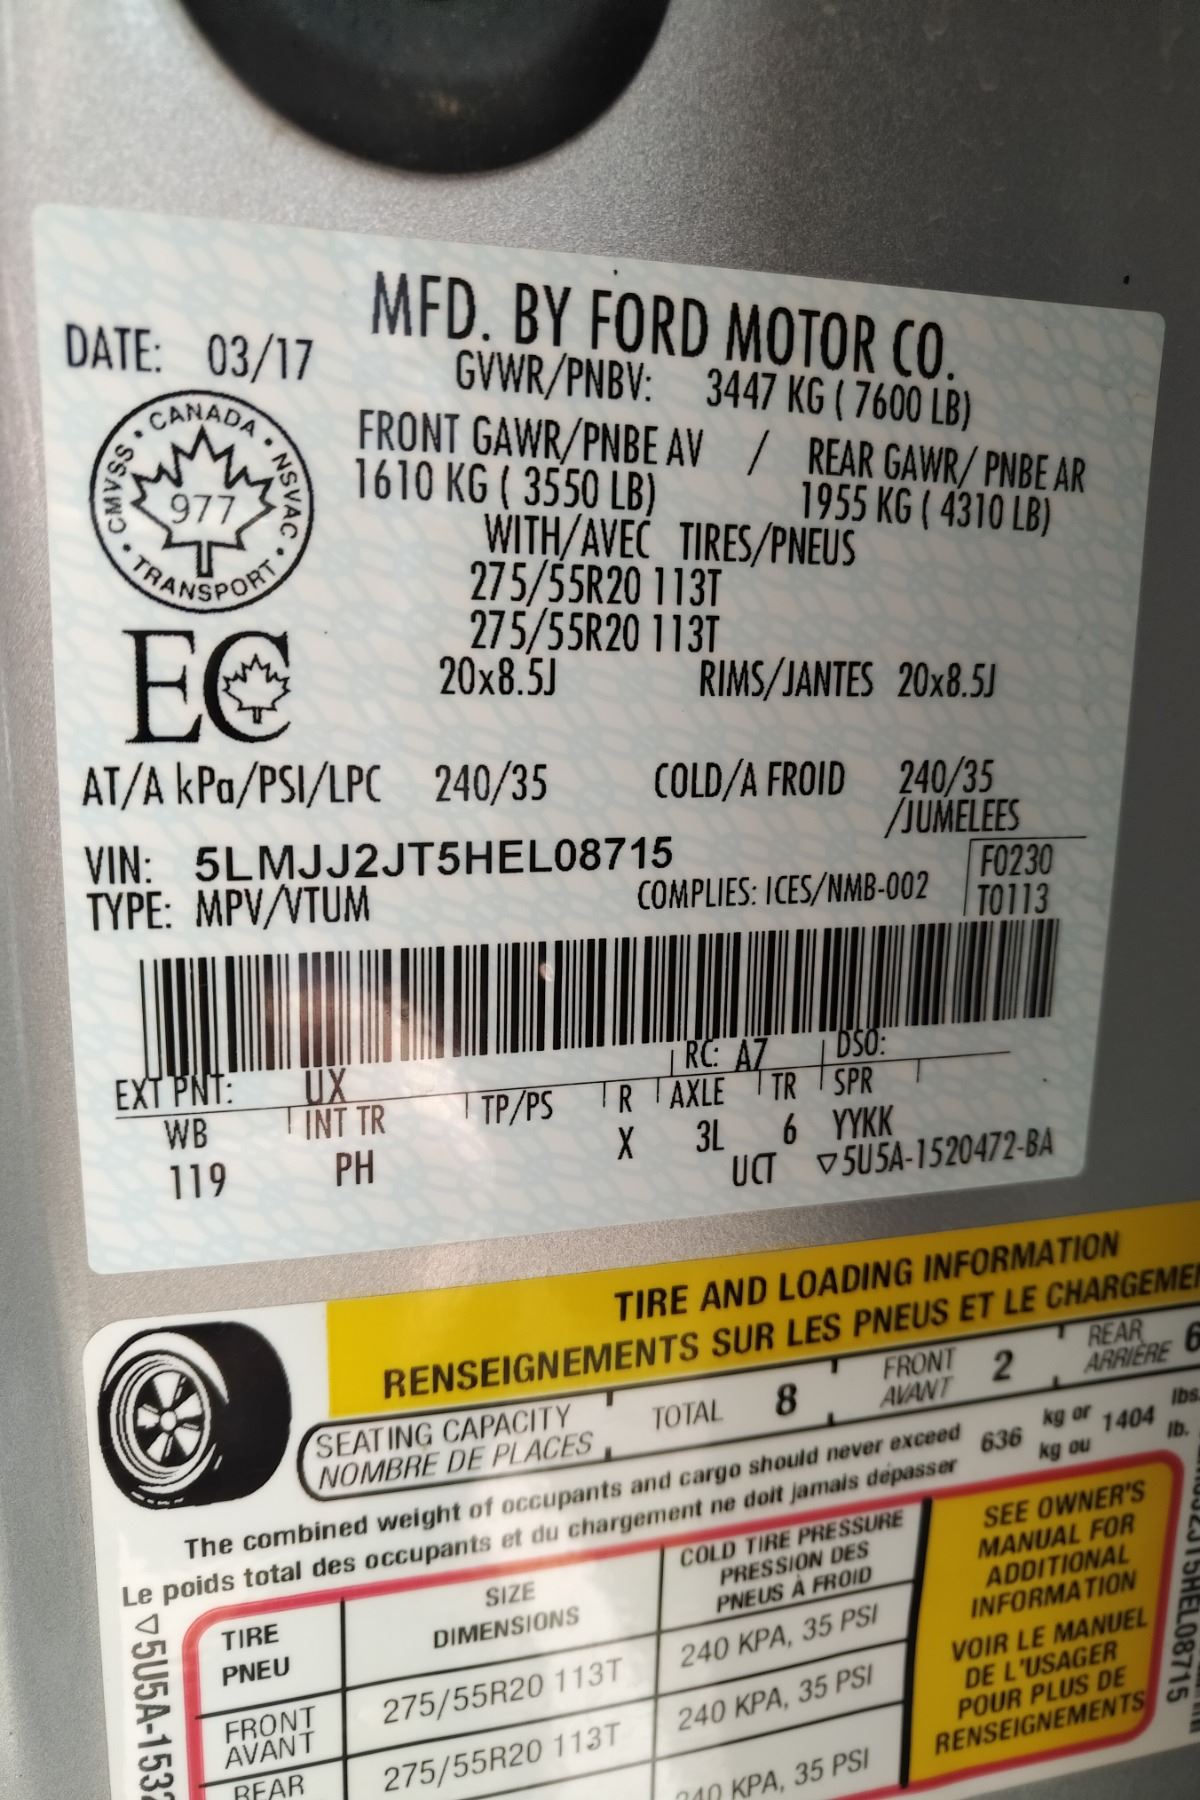 MFD. BY FORD MOTOR CO.
DATE: 03/17
GVWR/PNBV: 3447 KG ( 7600 LB)
FRONT GAWR/PNBE AV / REAR GAWR/ PNBE AR
1610 KG ( 3550 LB) 1955 KG ( 4310 LB)
WITH/AVEC TIRES/PNEUS
275/55R20 113T
275/55R20 113T
20x8.5J RIMS/JANTES 20x8.5J
CANADA
CMVSS • NSVAC
977
TRANSPORT
EC
AT/A kPa/PSI/LPC 240/35 COLD/A FROID 240/35
/JUMELEES
VIN: 5LMJJ2JT5HEL08715
F0230
TYPE: MPV/VTUM COMPLIES: ICES/NMB-002 T0113
EXT PNT: UX RC: A7 DSO:
WB INT TR TP/PS R AXLE TR SPR
119 PH X 3L 6 YYKK
UCT ▽5U5A-1520472-BA
TIRE AND LOADING INFORMATION
RENSEIGNEMENTS SUR LES PNEUS ET LE CHARGEME
SEATING CAPACITY
NOMBRE DE PLACES
TOTAL 8
FRONT
AVANT
2
REAR
ARRIÈRE
6
The combined weight of occupants and cargo should never exceed 636 kg or 1404 lbs.
Le poids total des occupants et du chargement ne doit jamais dépasser kg ou lb.
TIRE
PNEU
SIZE
DIMENSIONS
COLD TIRE PRESSURE
PRESSION DES
PNEUS À FROID
FRONT
AVANT
275/55R20 113T
240 KPA, 35 PSI
REAR
275/55R20 113T
240 KPA, 35 PSI
240 KPA, 35 PSI
SEE OWNER'S
MANUAL FOR
ADDITIONAL
INFORMATION
VOIR LE MANUEL
DE L'USAGER
POUR PLUS DE
RENSEIGNEMENTS
▽5U5A-1532
5HEL08715